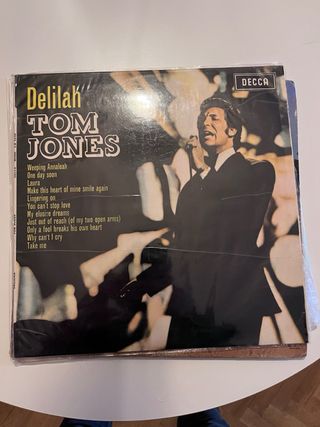 Delilah
DECCA
TOM
JONES
Weeping Annaleah
One day soon
Laura
Make this heart of mine smile again
Lingering on
You can't stop love
My elusive dreams
Just out of reach (of my two open arms)
Only a fool breaks his own heart
Why can't I cry
Take me